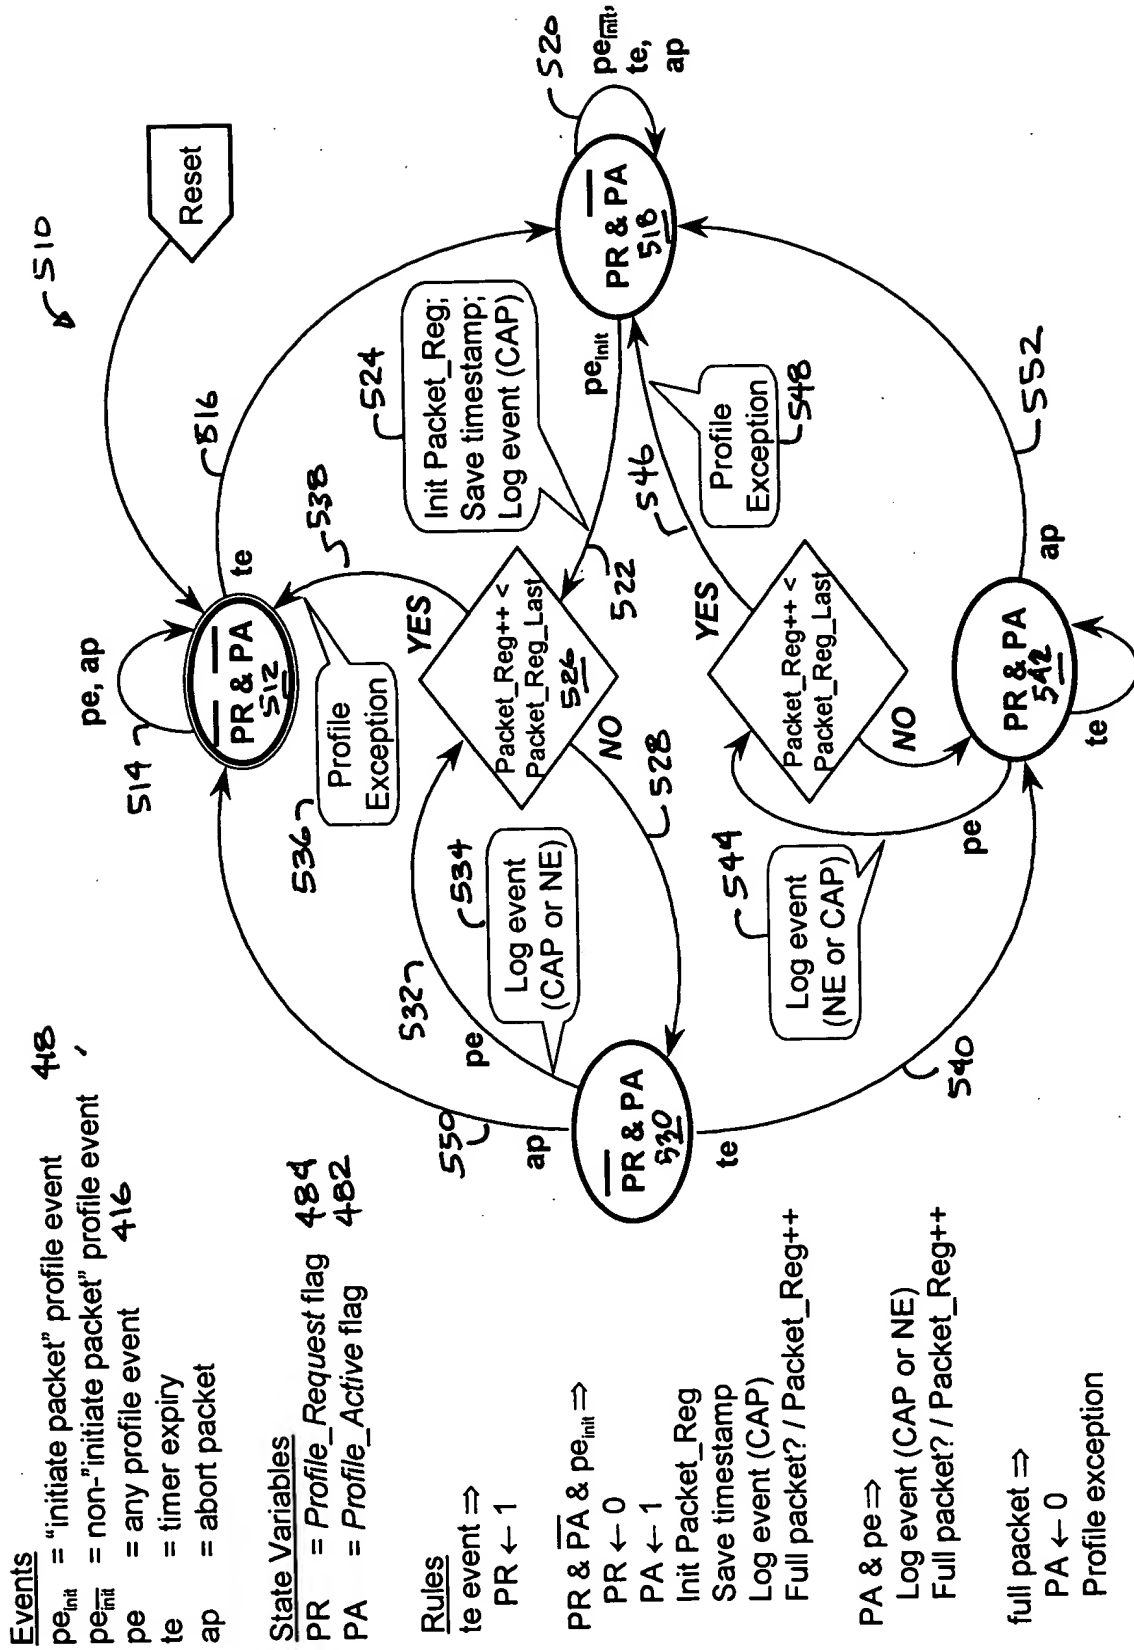 Events
pe_init = "initiate packet" profile event 418
pe_i̅n̅i̅t̅ = non-"initiate packet" profile event
pe = any profile event 416
te = timer expiry
ap = abort packet
State Variables
PR = Profile_Request flag 484
PA = Profile_Active flag 482
Rules
te event ⇒
PR ← 1
PR & P̅A̅ & pe_init ⇒
PR ← 0
PA ← 1
Init Packet_Reg
Save timestamp
Log event (CAP)
Full packet? / Packet_Reg++
PA & pe ⇒
Log event (CAP or NE)
Full packet? / Packet_Reg++
full packet ⇒
PA ← 0
Profile exception
510
Reset
pe, ap
514
P̅R̅ & P̅A̅
512
te
516
538
536
Profile
Exception
YES
Packet_Reg++ <
Packet_Reg_Last
526
NO
528
522
524
Init Packet_Reg;
Save timestamp;
Log event (CAP)
pe_init
PR & P̅A̅
518
520
pe_i̅n̅i̅t̅,
te,
ap
550
ap
pe
532
534
Log event
(CAP or NE)
P̅R̅ & PA
530
te
540
544
Log event
(NE or CAP)
pe
Packet_Reg++ <
Packet_Reg_Last
YES
NO
546
Profile
Exception
548
PR & PA
542
te
ap
552